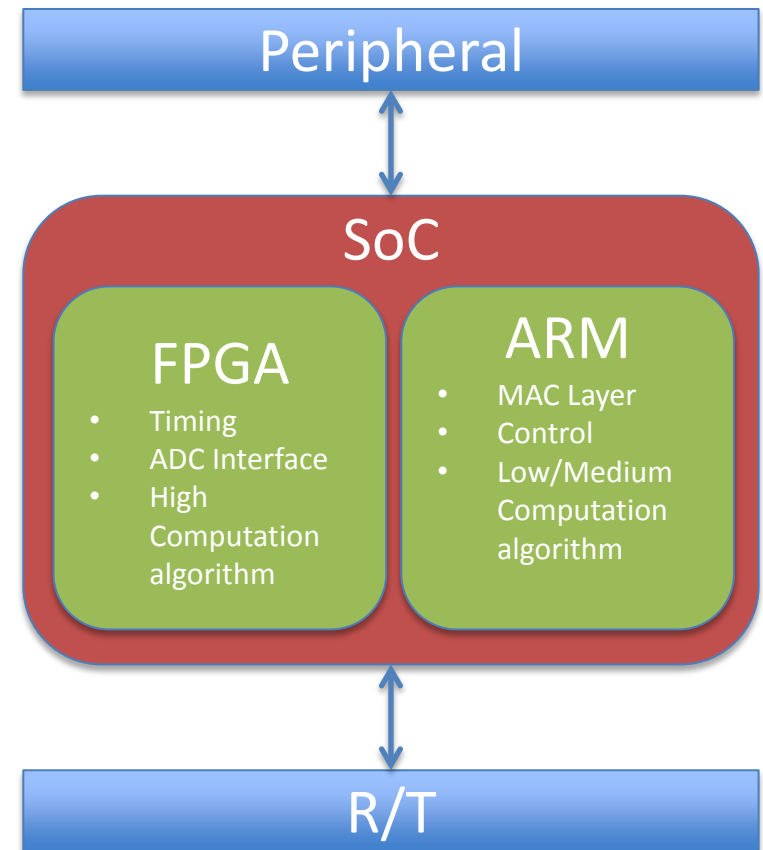 Peripheral
SoC
FPGA
• Timing
• ADC Interface
• High
Computation
algorithm
ARM
• MAC Layer
• Control
• Low/Medium
Computation
algorithm
R/T